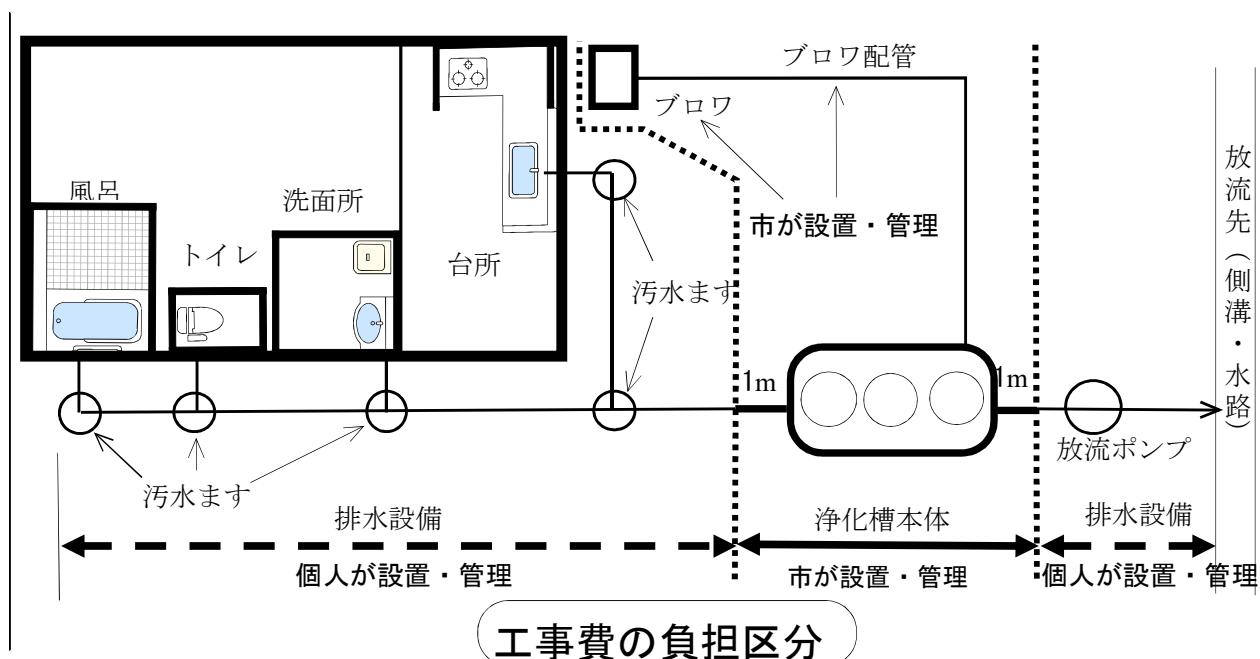 ブロワ配管
ブロワ
風呂
洗面所
トイレ
台所
市が設置・管理
汚水ます
1m
1m
放流先（側溝・水路）
放流ポンプ
汚水ます
排水設備
浄化槽本体
排水設備
個人が設置・管理
市が設置・管理
個人が設置・管理
工事費の負担区分